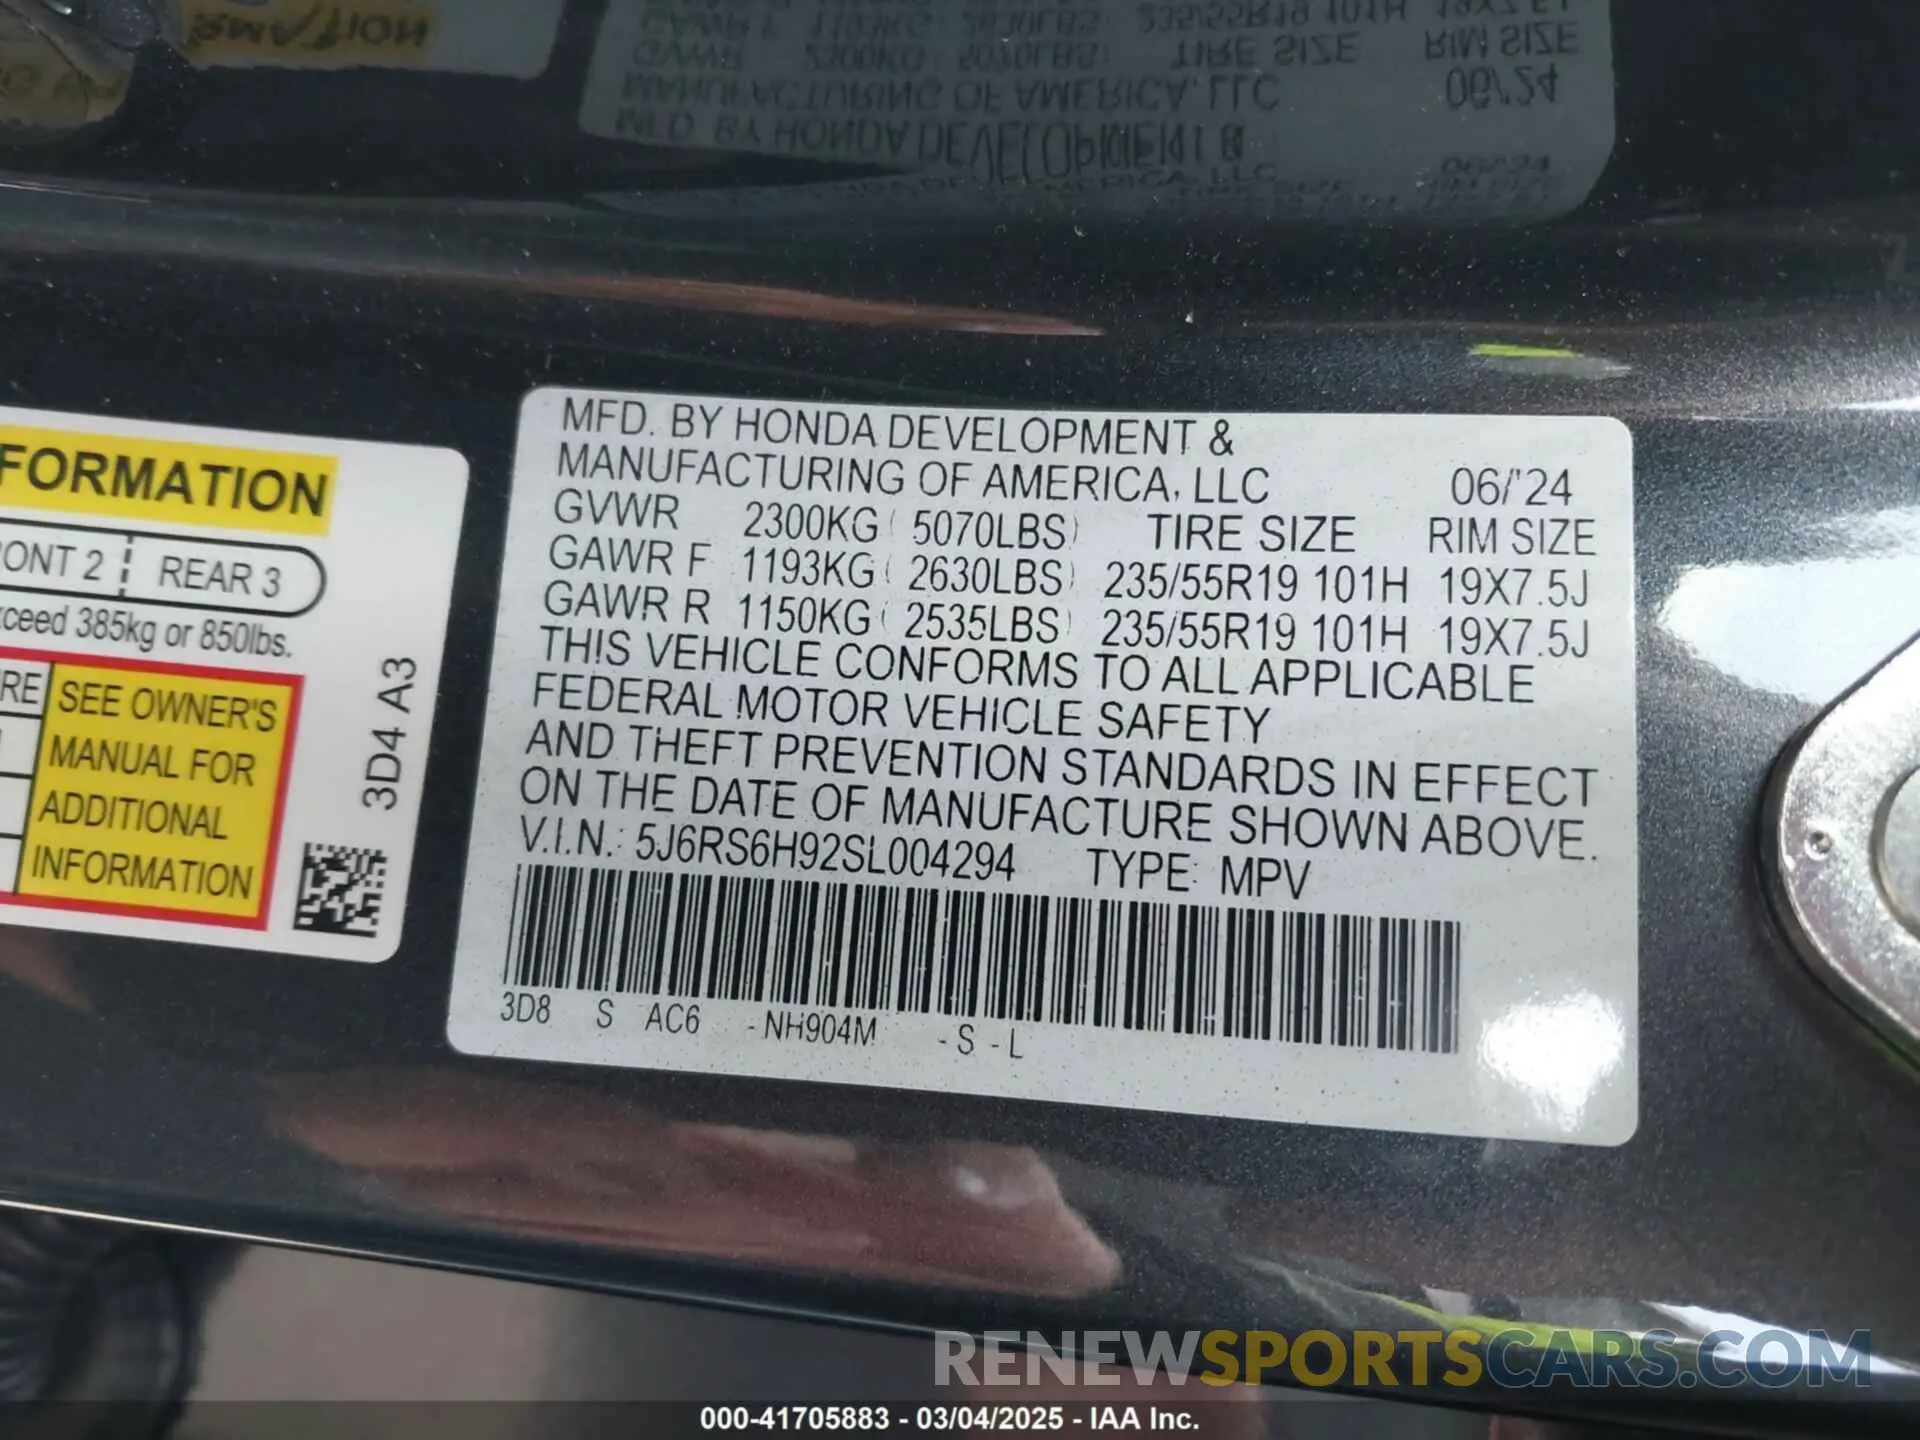 MFD. BY HONDA DEVELOPMENT &
MANUFACTURING OF AMERICA, LLC 06/'24
GVWR 2300KG ( 5070LBS) TIRE SIZE RIM SIZE
GAWR F 1193KG ( 2630LBS) 235/55R19 101H 19X7.5J
GAWR R 1150KG ( 2535LBS) 235/55R19 101H 19X7.5J
THIS VEHICLE CONFORMS TO ALL APPLICABLE
FEDERAL MOTOR VEHICLE SAFETY
AND THEFT PREVENTION STANDARDS IN EFFECT
ON THE DATE OF MANUFACTURE SHOWN ABOVE.
V.I.N.: 5J6RS6H92SL004294 TYPE: MPV
3D8 S AC6 - NH904M - S - L
FORMATION
ONT 2 REAR 3
ceed 385kg or 850lbs.
RE
SEE OWNER'S
MANUAL FOR
ADDITIONAL
INFORMATION
3D4 A3
RENEWSPORTSCARS.COM
000-41705883 - 03/04/2025 - IAA Inc.